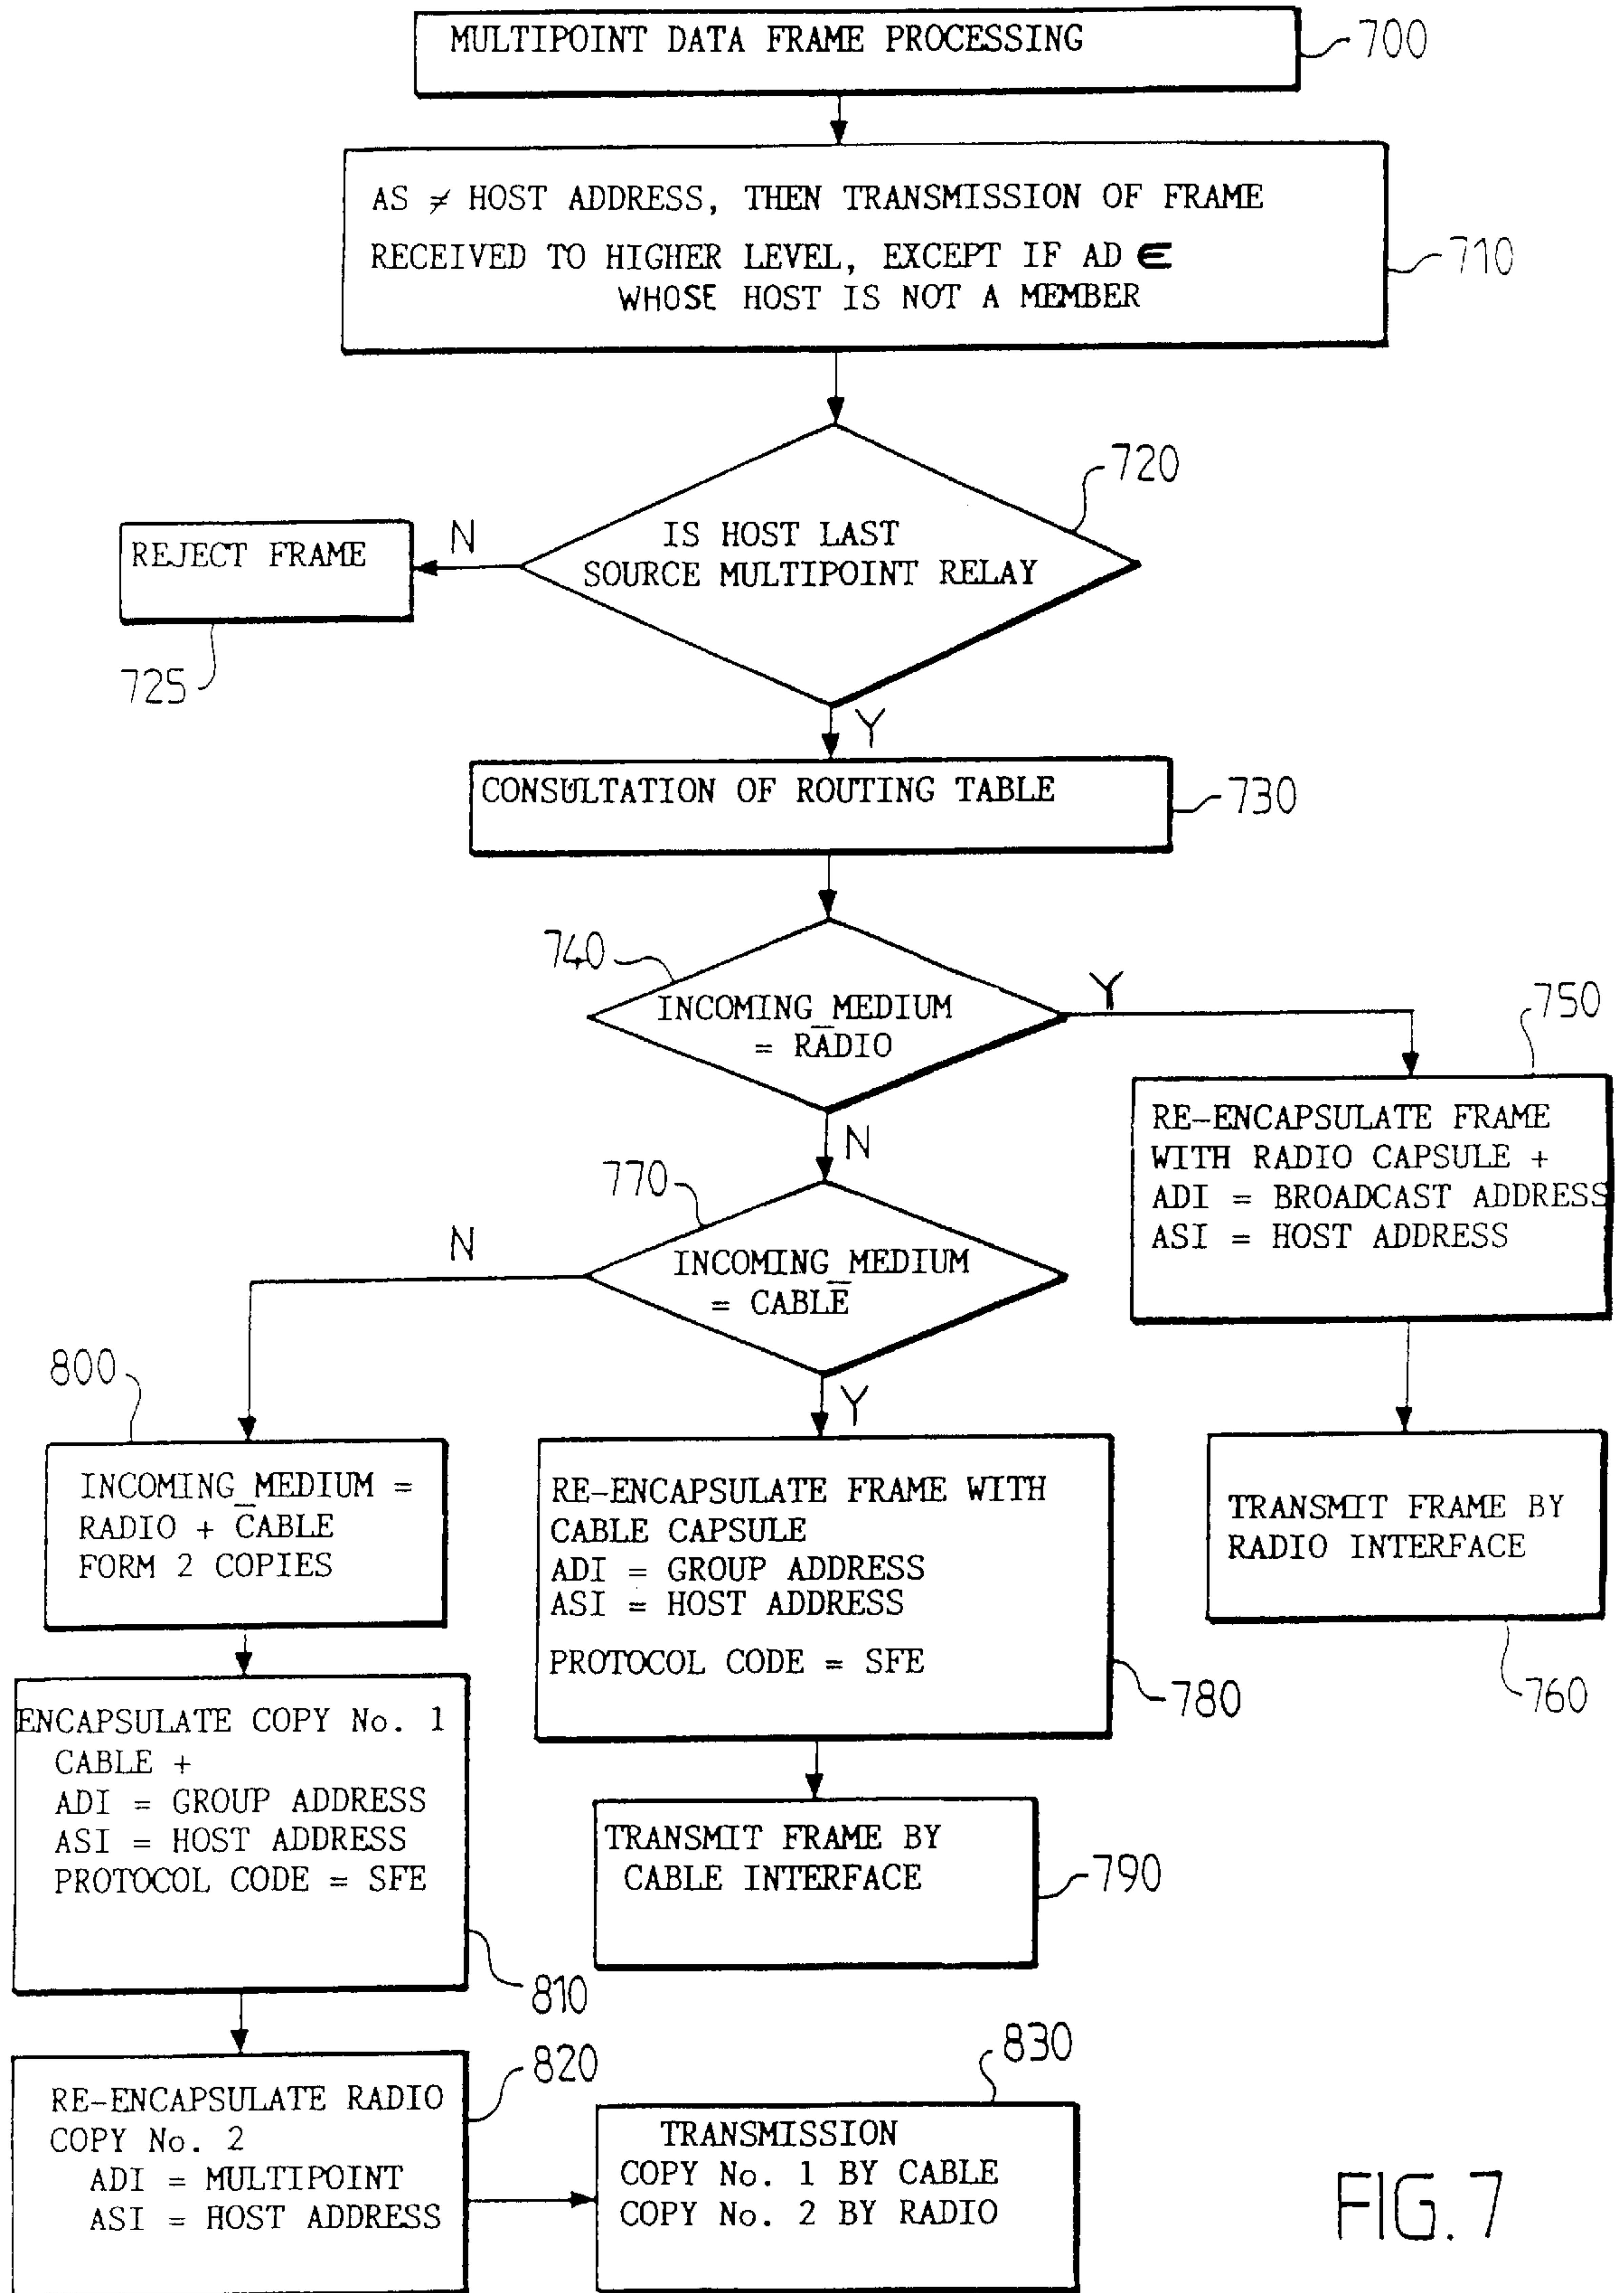 MULTIPOINT DATA FRAME PROCESSING
700
AS ≠ HOST ADDRESS, THEN TRANSMISSION OF FRAME
RECEIVED TO HIGHER LEVEL, EXCEPT IF AD ∈
WHOSE HOST IS NOT A MEMBER
710
720
IS HOST LAST
SOURCE MULTIPOINT RELAY
N
REJECT FRAME
725
Y
CONSULTATION OF ROUTING TABLE
730
740
INCOMING_MEDIUM
= RADIO
Y
750
RE-ENCAPSULATE FRAME
WITH RADIO CAPSULE +
ADI = BROADCAST ADDRESS
ASI = HOST ADDRESS
N
770
INCOMING_MEDIUM
= CABLE
N
800
Y
INCOMING_MEDIUM =
RADIO + CABLE
FORM 2 COPIES
RE-ENCAPSULATE FRAME WITH
CABLE CAPSULE
ADI = GROUP ADDRESS
ASI = HOST ADDRESS
PROTOCOL CODE = SFE
780
TRANSMIT FRAME BY
RADIO INTERFACE
760
ENCAPSULATE COPY No. 1
CABLE +
ADI = GROUP ADDRESS
ASI = HOST ADDRESS
PROTOCOL CODE = SFE
810
TRANSMIT FRAME BY
CABLE INTERFACE
790
820
RE-ENCAPSULATE RADIO
COPY No. 2
ADI = MULTIPOINT
ASI = HOST ADDRESS
830
TRANSMISSION
COPY No. 1 BY CABLE
COPY No. 2 BY RADIO
FIG. 7